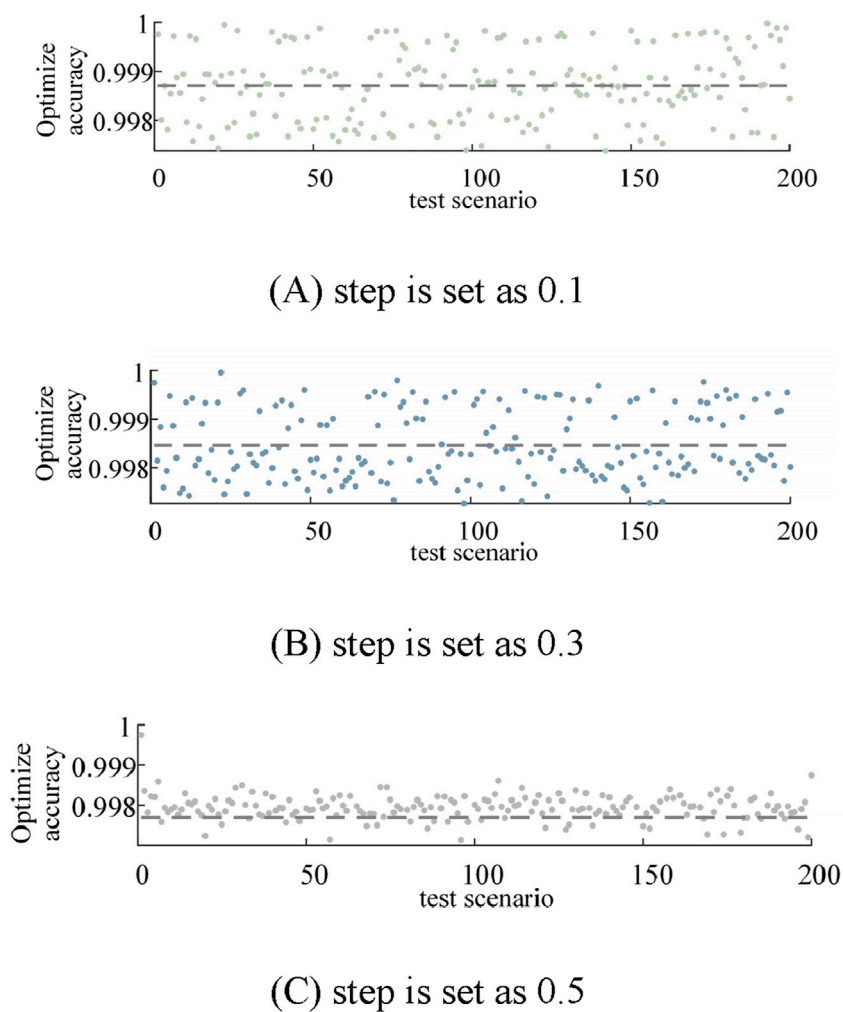 Optimize
accuracy
1
0.999
0.998
0 50 100 150 200
test scenario
(A) step is set as 0.1
Optimize
accuracy
1
0.999
0.998
0 50 100 150 200
test scenario
(B) step is set as 0.3
Optimize
accuracy
1
0.999
0.998
0 50 100 150 200
test scenario
(C) step is set as 0.5